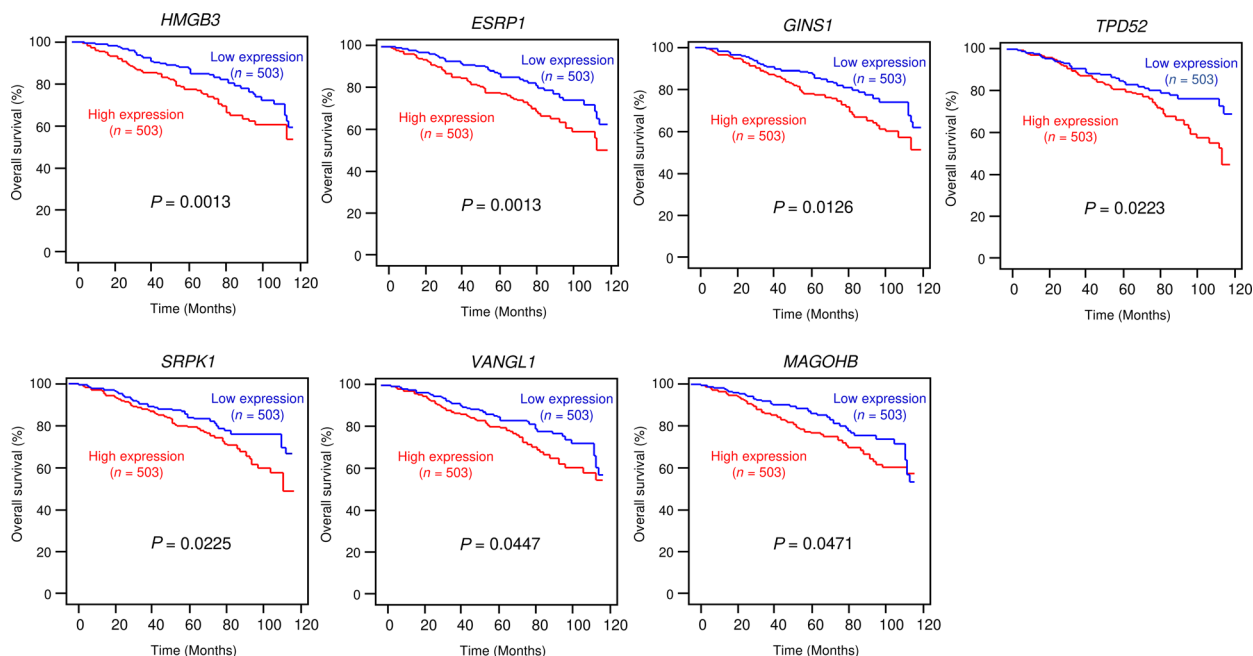 HMGB3
100
80
60
40
20
0
Overall survival (%)
Low expression
(n = 503)
High expression
(n = 503)
P = 0.0013
0 20 40 60 80 100 120
Time (Months)
ESRP1
100
80
60
40
20
0
Overall survival (%)
Low expression
(n = 503)
High expression
(n = 503)
P = 0.0013
0 20 40 60 80 100 120
Time (Months)
GINS1
100
80
60
40
20
0
Overall survival (%)
Low expression
(n = 503)
High expression
(n = 503)
P = 0.0126
0 20 40 60 80 100 120
Time (Months)
TPD52
100
80
60
40
20
0
Overall survival (%)
Low expression
(n = 503)
High expression
(n = 503)
P = 0.0223
0 20 40 60 80 100 120
Time (Months)
SRPK1
100
80
60
40
20
0
Overall survival (%)
Low expression
(n = 503)
High expression
(n = 503)
P = 0.0225
0 20 40 60 80 100 120
Time (Months)
VANGL1
100
80
60
40
20
0
Overall survival (%)
Low expression
(n = 503)
High expression
(n = 503)
P = 0.0447
0 20 40 60 80 100 120
Time (Months)
MAGOHB
100
80
60
40
20
0
Overall survival (%)
Low expression
(n = 503)
High expression
(n = 503)
P = 0.0471
0 20 40 60 80 100 120
Time (Months)